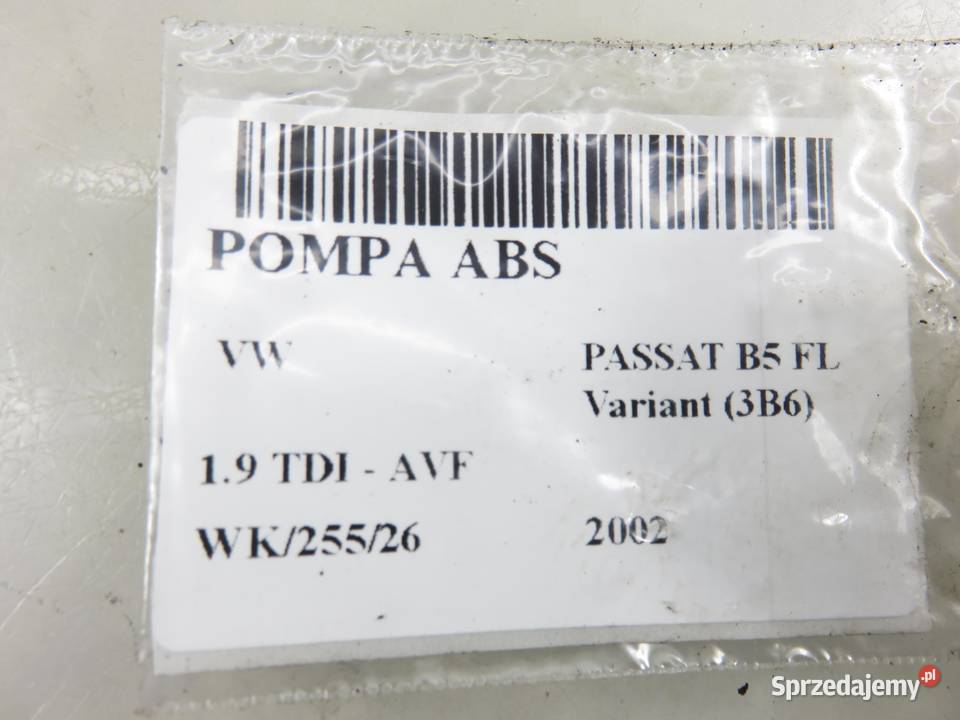 POMPA ABS
VW
PASSAT B5 FL
Variant (3B6)
1.9 TDI - AVF
WK/255/26
2002
Sprzedajemy.pl